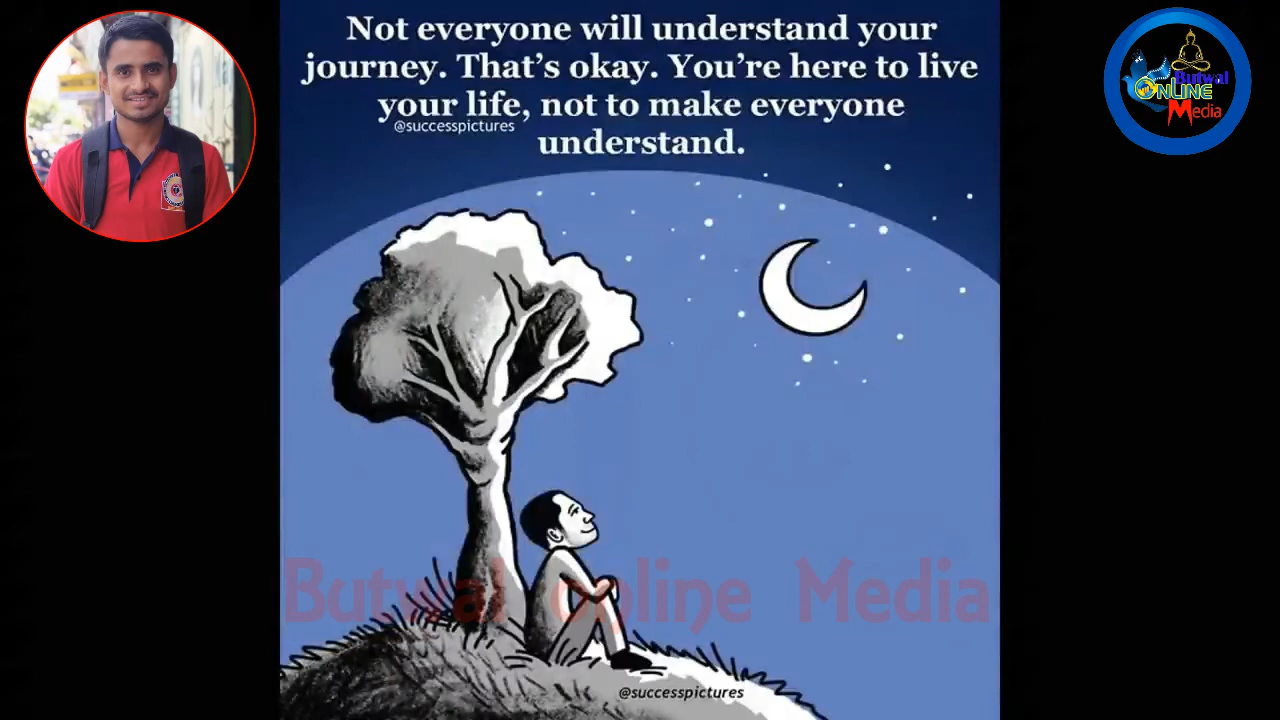 Not everyone will understand your
journey. That's okay. You're here to live
your life, not to make everyone
@successpictures
understand.
Butwal
OnLINE
Media
Butwal online Media
@successpictures